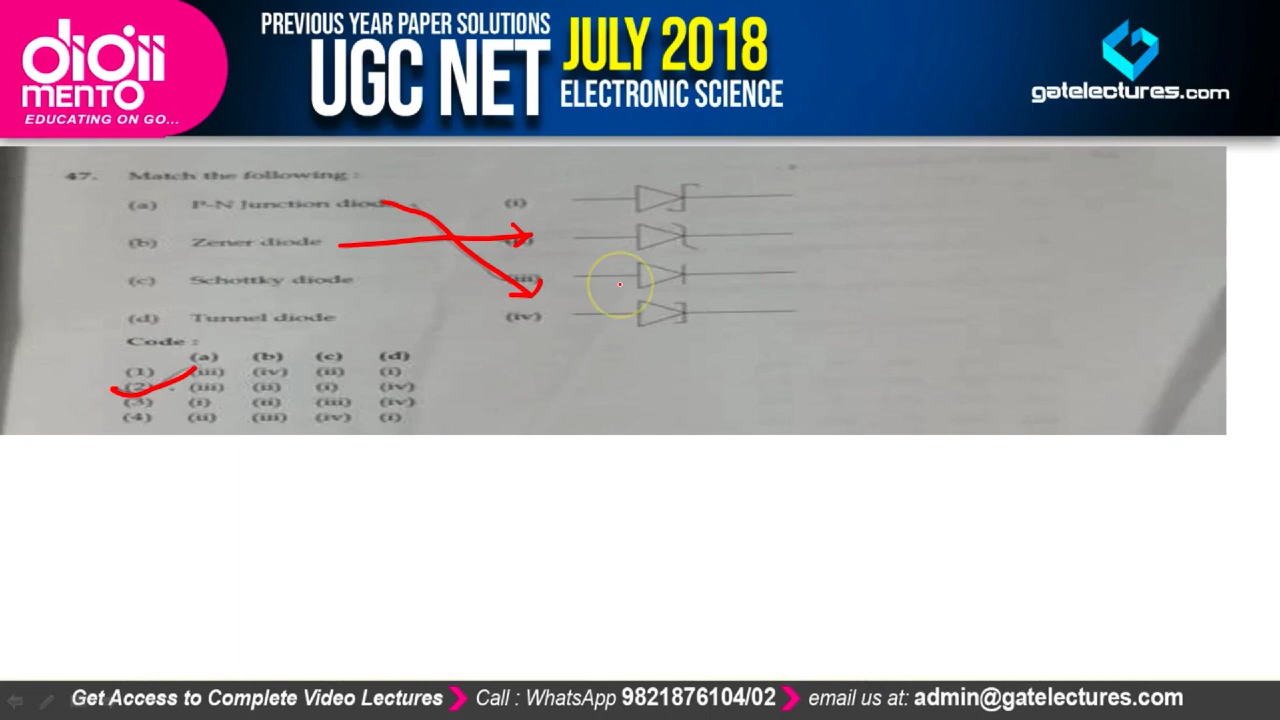 digii
MENTO
EDUCATING ON GO...
PREVIOUS YEAR PAPER SOLUTIONS
UGC NET
JULY 2018
ELECTRONIC SCIENCE
gatelectures.com
47. Match the following :
(a) P-N Junction diode (i)
(b) Zener diode
(c) Schottky diode (iii)
(d) Tunnel diode (iv)
Code :
(a) (b) (c) (d)
(1) (iii) (iv) (ii) (i)
(2) (iii) (ii) (i) (iv)
(3) (i) (ii) (iii) (iv)
(4) (ii) (iii) (iv) (i)
Get Access to Complete Video Lectures Call : WhatsApp 9821876104/02 email us at: admin@gatelectures.com